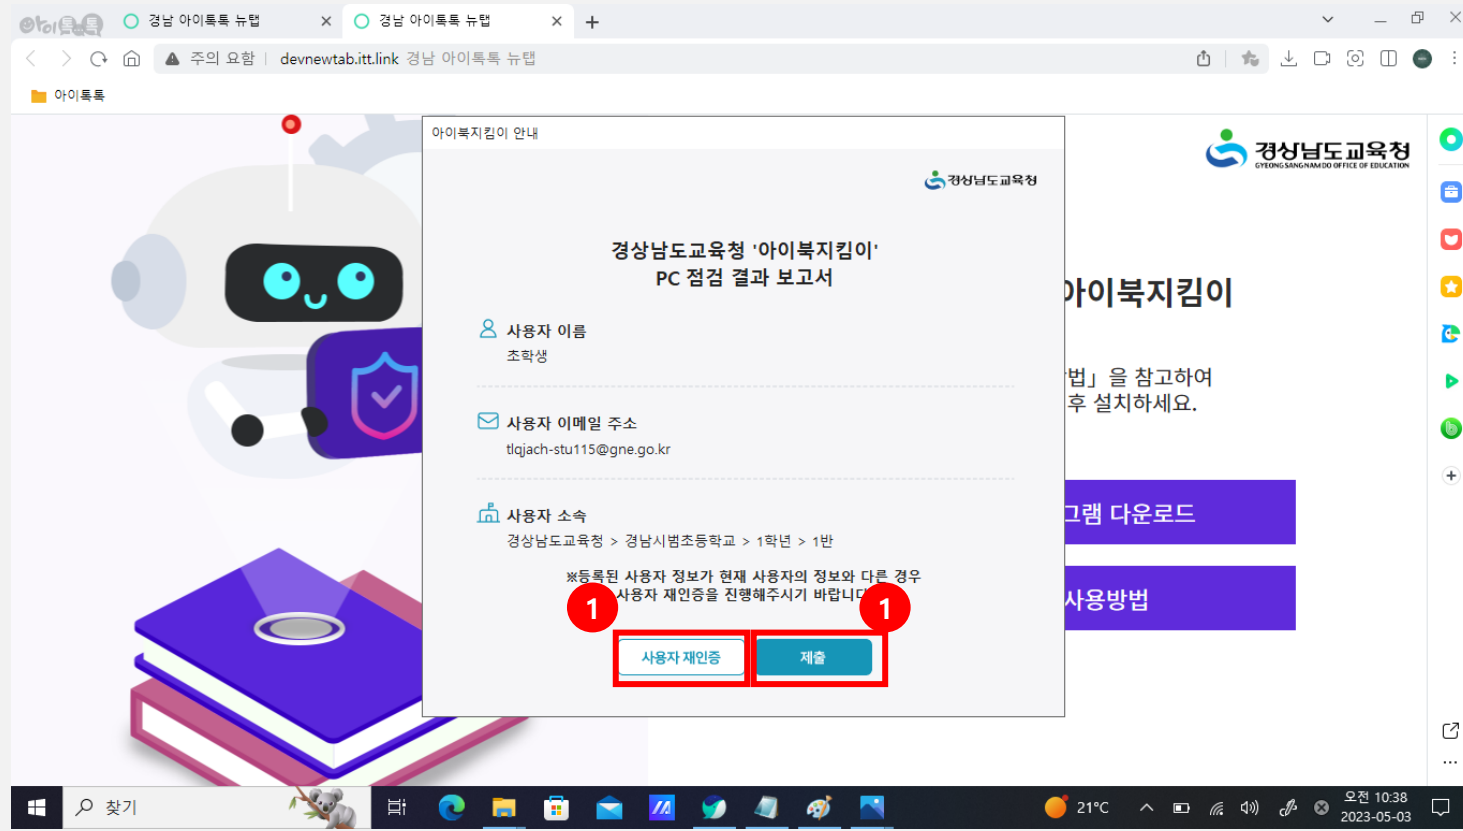 아이톡톡
경남 아이톡톡 뉴탭
경남 아이톡톡 뉴탭
주의 요함
devnewtab.itt.link 경남 아이톡톡 뉴탭
아이톡톡
아이북지킴이 안내
경상남도교육청
경상남도교육청
GYEONGSANGNAMDO OFFICE OF EDUCATION
경상남도교육청 '아이북지킴이'
PC 점검 결과 보고서
아이북지킴이
사용자 이름
초학생
법」을 참고하여
후 설치하세요.
사용자 이메일 주소
tlqjach-stu115@gne.go.kr
사용자 소속
경상남도교육청 > 경남시범초등학교 > 1학년 > 1반
그램 다운로드
※등록된 사용자 정보가 현재 사용자의 정보와 다른 경우
사용자 재인증을 진행해주시기 바랍니다
1
1
사용방법
사용자 재인증
제출
찾기
21°C
오전 10:38
2023-05-03